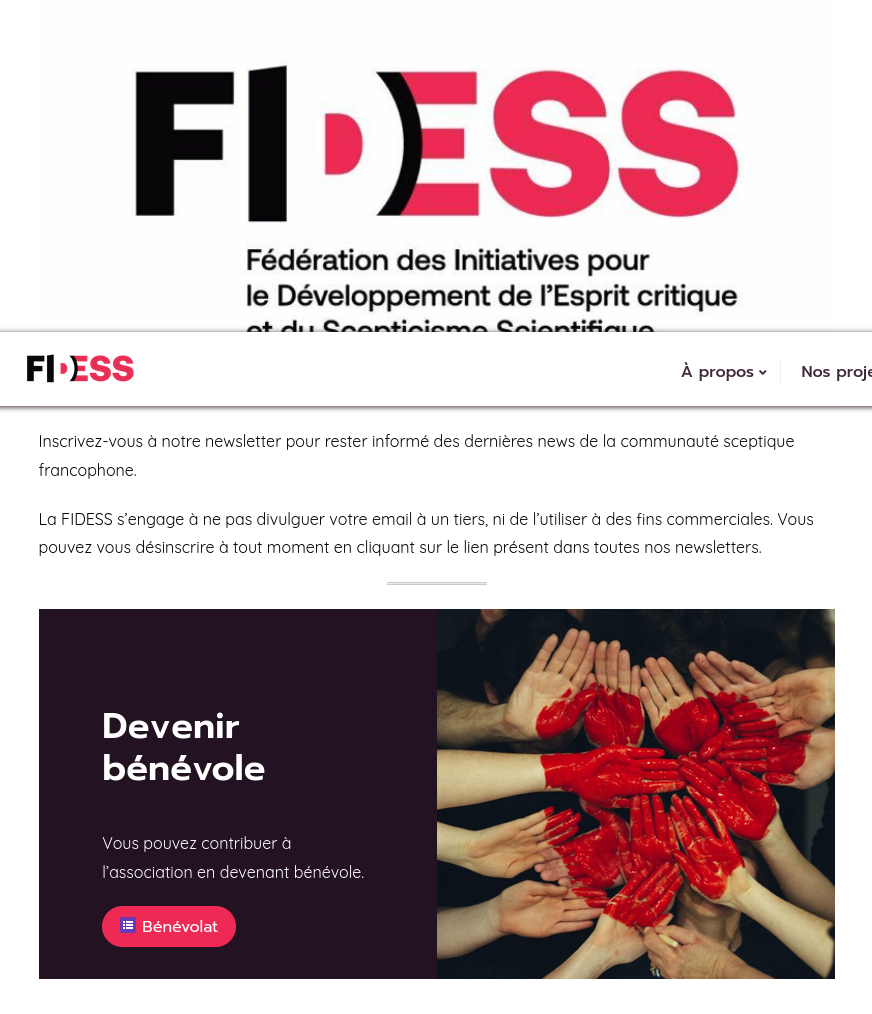 FIDESS
Fédération des Initiatives pour
le Développement de l’Esprit critique
et du Scepticisme Scientifique
FIDESS
À propos
Nos proje
Inscrivez-vous à notre newsletter pour rester informé des dernières news de la communauté sceptique
francophone.
La FIDESS s’engage à ne pas divulguer votre email à un tiers, ni de l’utiliser à des fins commerciales. Vous
pouvez vous désinscrire à tout moment en cliquant sur le lien présent dans toutes nos newsletters.
Devenir
bénévole
Vous pouvez contribuer à
l’association en devenant bénévole.
Bénévolat